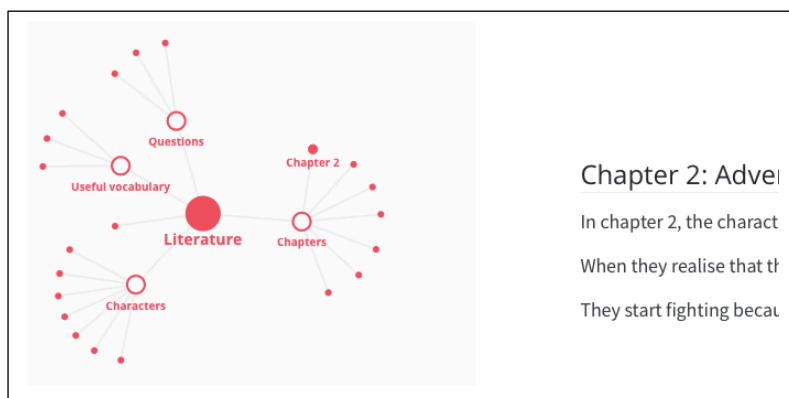 Questions
Chapter 2
Useful vocabulary
Literature
Chapters
Characters
Chapter 2: Adve
In chapter 2, the charact
When they realise that th
They start fighting becau